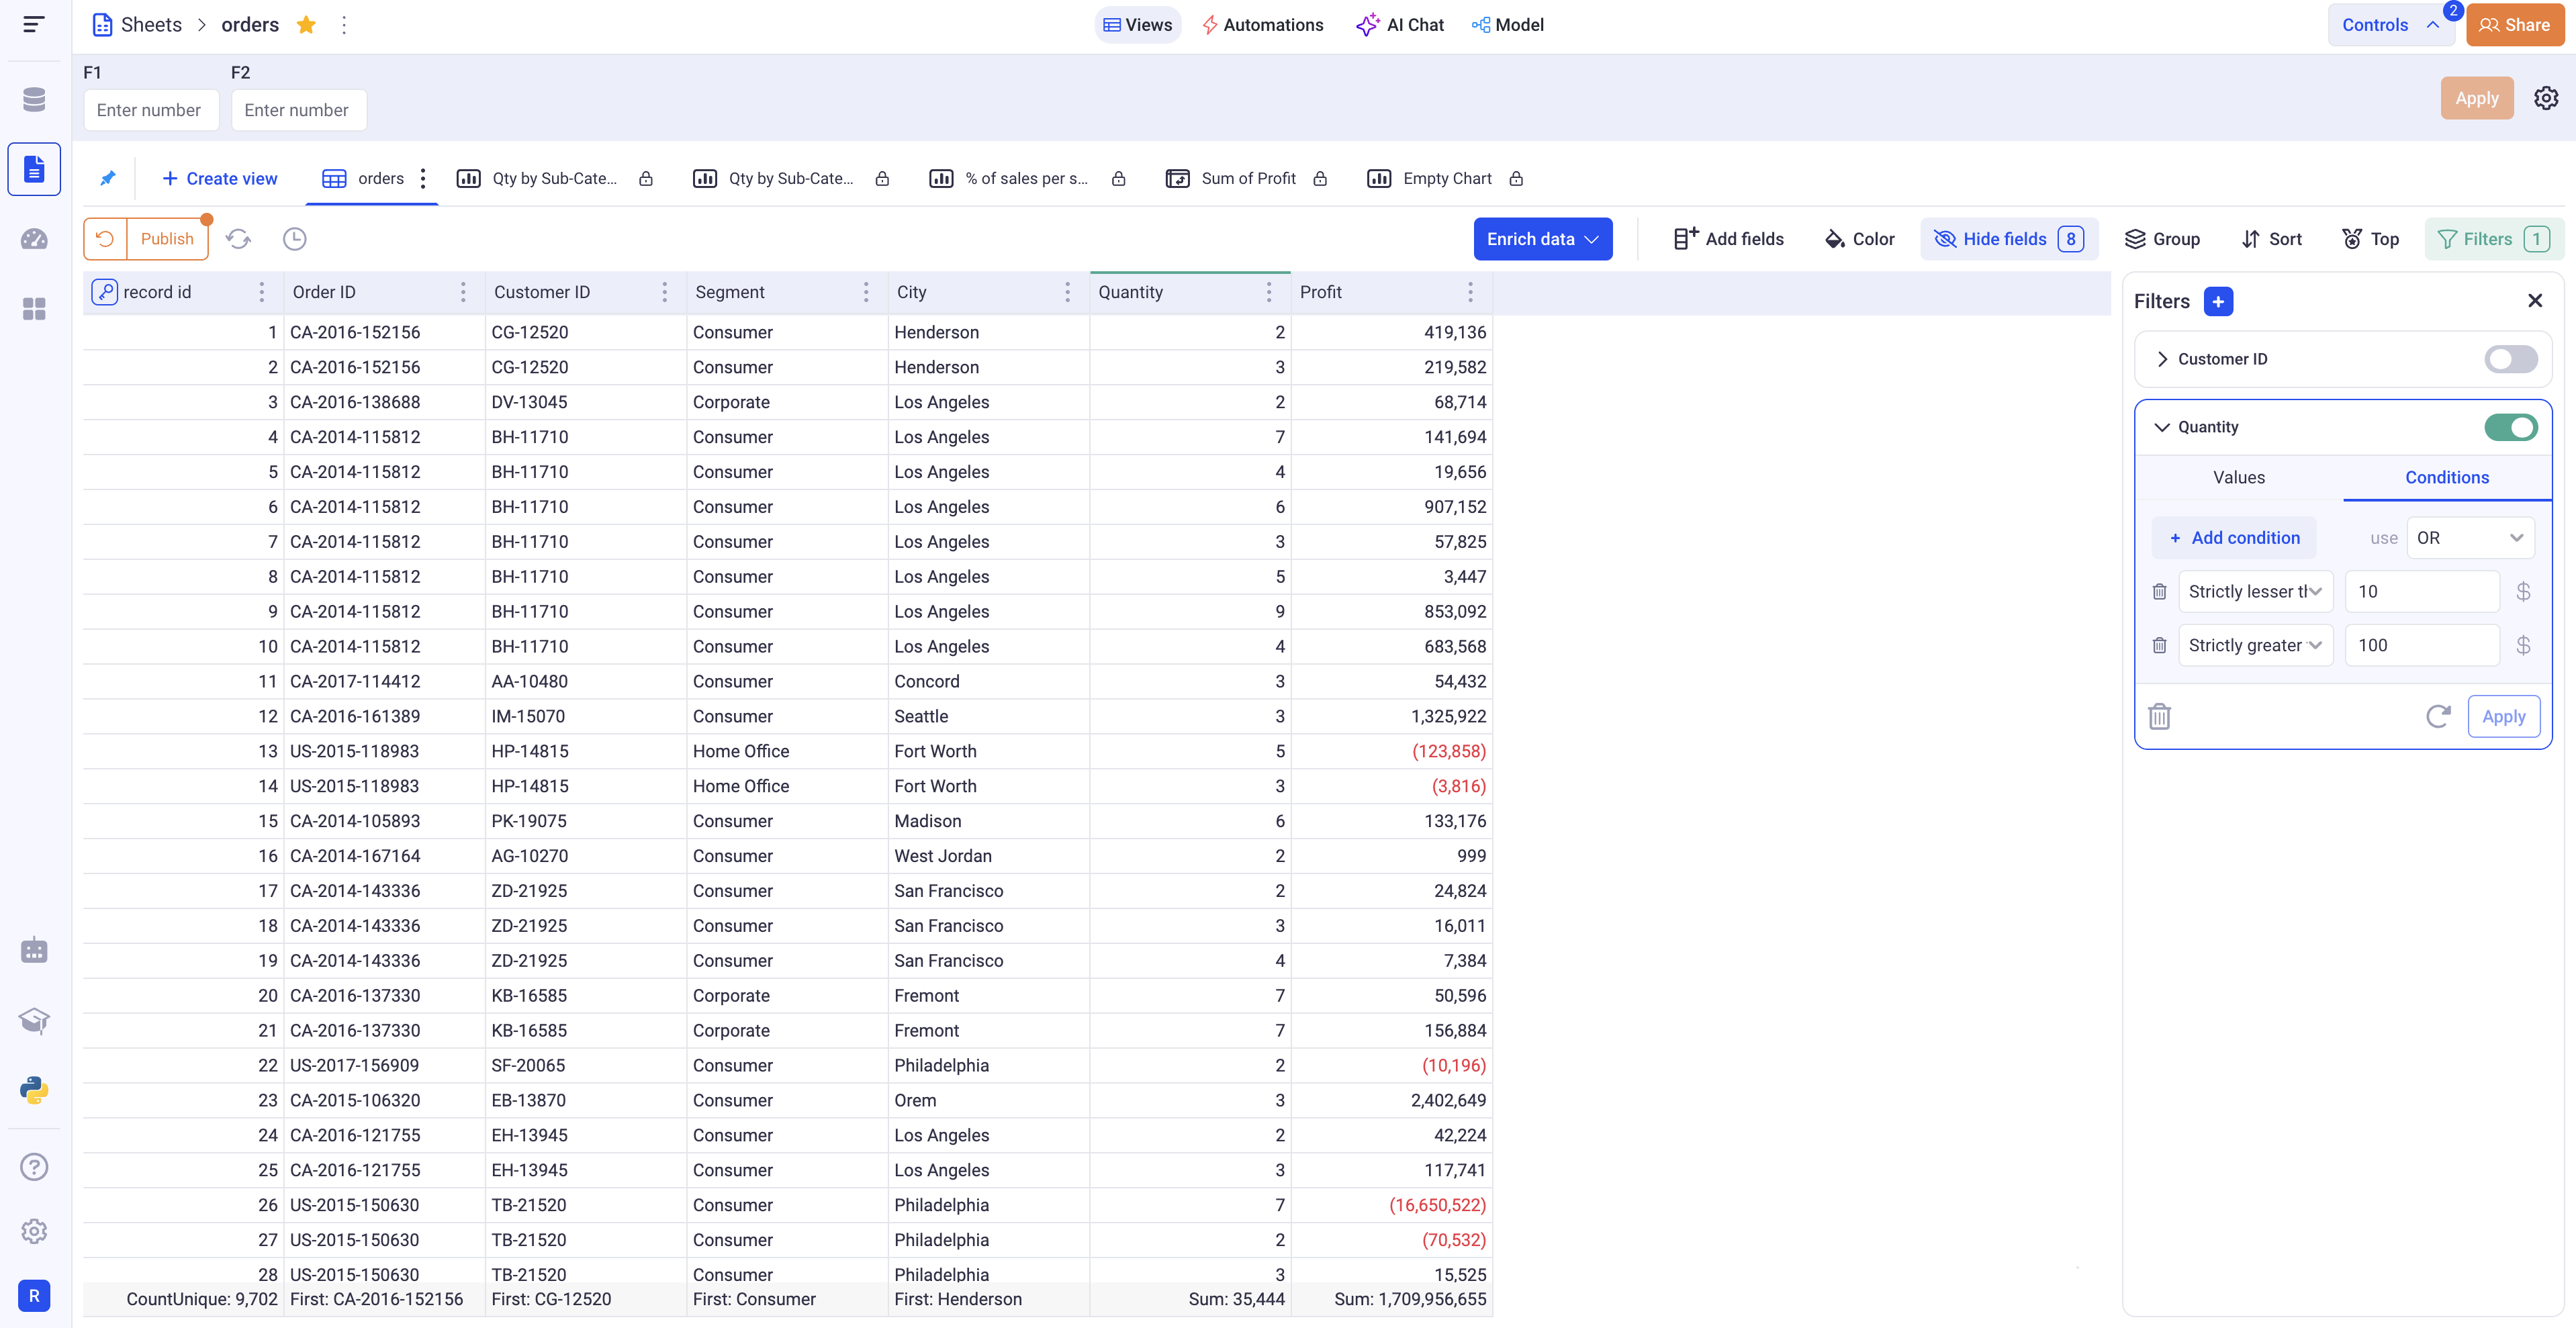 Sheets > orders
Views Automations AI Chat Model
Controls 2 Share
F1 F2
Enter number Enter number
Apply
+ Create view orders Qty by Sub-Cate... Qty by Sub-Cate... % of sales per s... Sum of Profit Empty Chart
Publish Enrich data Add fields Color Hide fields 8 Group Sort Top Filters 1
record id Order ID Customer ID Segment City Quantity Profit
1 CA-2016-152156 CG-12520 Consumer Henderson 2 419,136
2 CA-2016-152156 CG-12520 Consumer Henderson 3 219,582
3 CA-2016-138688 DV-13045 Corporate Los Angeles 2 68,714
4 CA-2014-115812 BH-11710 Consumer Los Angeles 7 141,694
5 CA-2014-115812 BH-11710 Consumer Los Angeles 4 19,656
6 CA-2014-115812 BH-11710 Consumer Los Angeles 6 907,152
7 CA-2014-115812 BH-11710 Consumer Los Angeles 3 57,825
8 CA-2014-115812 BH-11710 Consumer Los Angeles 5 3,447
9 CA-2014-115812 BH-11710 Consumer Los Angeles 9 853,092
10 CA-2014-115812 BH-11710 Consumer Los Angeles 4 683,568
11 CA-2017-114412 AA-10480 Consumer Concord 3 54,432
12 CA-2016-161389 IM-15070 Consumer Seattle 3 1,325,922
13 US-2015-118983 HP-14815 Home Office Fort Worth 5 (123,858)
14 US-2015-118983 HP-14815 Home Office Fort Worth 3 (3,816)
15 CA-2014-105893 PK-19075 Consumer Madison 6 133,176
16 CA-2014-167164 AG-10270 Consumer West Jordan 2 999
17 CA-2014-143336 ZD-21925 Consumer San Francisco 2 24,824
18 CA-2014-143336 ZD-21925 Consumer San Francisco 3 16,011
19 CA-2014-143336 ZD-21925 Consumer San Francisco 4 7,384
20 CA-2016-137330 KB-16585 Corporate Fremont 7 50,596
21 CA-2016-137330 KB-16585 Corporate Fremont 7 156,884
22 US-2017-156909 SF-20065 Consumer Philadelphia 2 (10,196)
23 CA-2015-106320 EB-13870 Consumer Orem 3 2,402,649
24 CA-2016-121755 EH-13945 Consumer Los Angeles 2 42,224
25 CA-2016-121755 EH-13945 Consumer Los Angeles 3 117,741
26 US-2015-150630 TB-21520 Consumer Philadelphia 7 (16,650,522)
27 US-2015-150630 TB-21520 Consumer Philadelphia 2 (70,532)
28 US-2015-150630 TB-21520 Consumer Philadelphia 3 15,525
CountUnique: 9,702 First: CA-2016-152156 First: CG-12520 First: Consumer First: Henderson Sum: 35,444 Sum: 1,709,956,655
Filters +
Customer ID
Quantity
Values Conditions
+ Add condition use OR
Strictly lesser th 10 $
Strictly greater 100 $
Apply
R